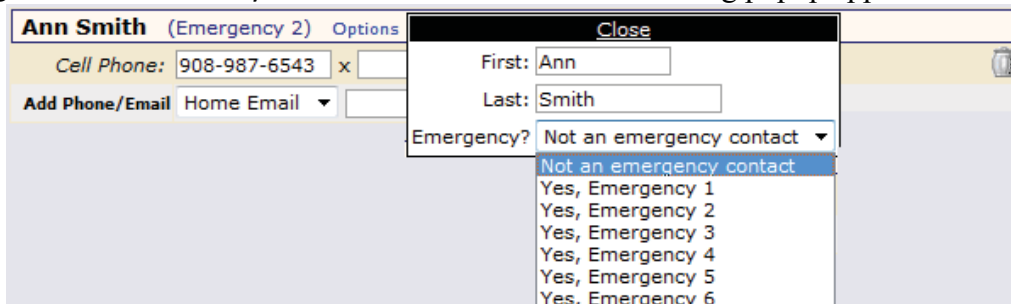 Ann Smith (Emergency 2) Options
Close
Cell Phone: 908-987-6543 x
First: Ann
Add Phone/Email Home Email
Last: Smith
Emergency? Not an emergency contact
Not an emergency contact
Yes, Emergency 1
Yes, Emergency 2
Yes, Emergency 3
Yes, Emergency 4
Yes, Emergency 5
Yes, Emergency 6